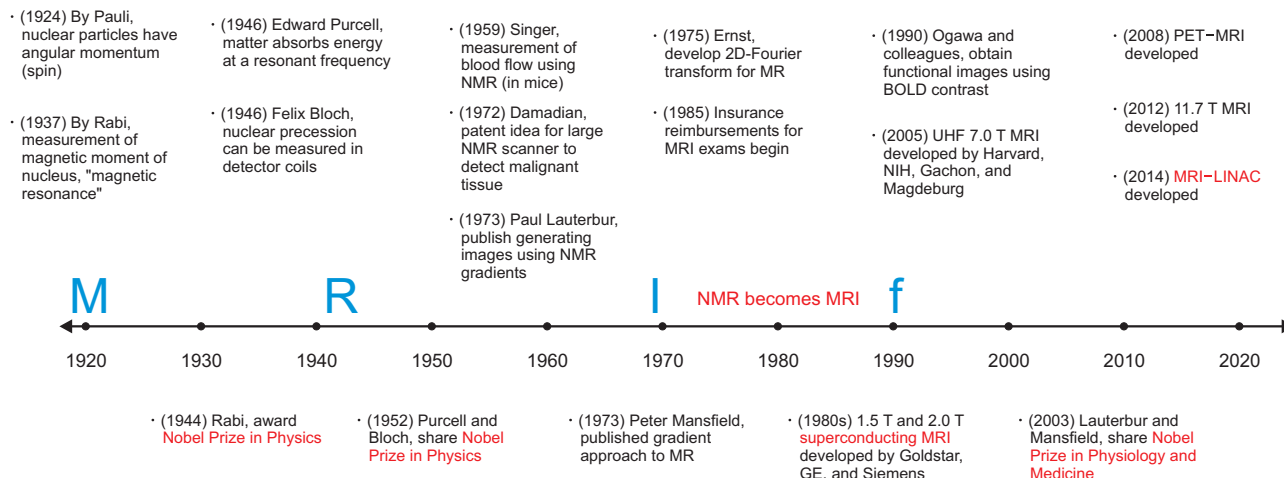 · (1924) By Pauli,
nuclear particles have
angular momentum
(spin)
· (1937) By Rabi,
measurement of
magnetic moment of
nucleus, "magnetic
resonance"
· (1946) Edward Purcell,
matter absorbs energy
at a resonant frequency
· (1946) Felix Bloch,
nuclear precession
can be measured in
detector coils
· (1959) Singer,
measurement of
blood flow using
NMR (in mice)
· (1972) Damadian,
patent idea for large
NMR scanner to
detect malignant
tissue
· (1973) Paul Lauterbur,
publish generating
images using NMR
gradients
· (1975) Ernst,
develop 2D-Fourier
transform for MR
· (1985) Insurance
reimbursements for
MRI exams begin
· (1990) Ogawa and
colleagues, obtain
functional images using
BOLD contrast
· (2005) UHF 7.0 T MRI
developed by Harvard,
NIH, Gachon, and
Magdeburg
· (2008) PET−MRI
developed
· (2012) 11.7 T MRI
developed
· (2014) MRI−LINAC
developed
M R I NMR becomes MRI f
1920 1930 1940 1950 1960 1970 1980 1990 2000 2010 2020
· (1944) Rabi, award
Nobel Prize in Physics
· (1952) Purcell and
Bloch, share Nobel
Prize in Physics
· (1973) Peter Mansfield,
published gradient
approach to MR
· (1980s) 1.5 T and 2.0 T
superconducting MRI
developed by Goldstar,
GE, and Siemens
· (2003) Lauterbur and
Mansfield, share Nobel
Prize in Physiology and
Medicine